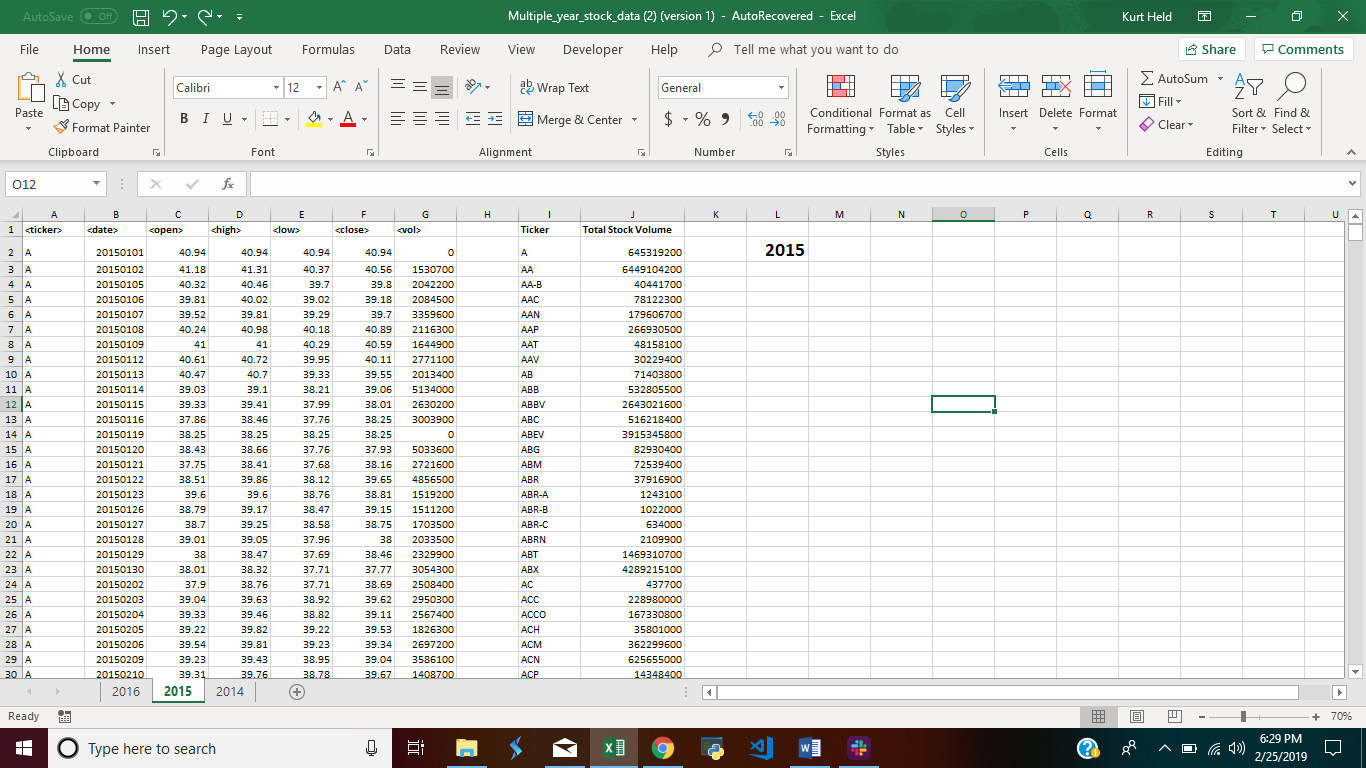 AutoSave Off Multiple_year_stock_data (2) (version 1) - AutoRecovered - Excel Kurt Held
File Home Insert Page Layout Formulas Data Review View Developer Help Tell me what you want to do Share Comments
Paste Cut Copy Format Painter
Calibri 12 A A B I U A
Wrap Text Merge & Center
General $ % 9 .00 .00 .0
Conditional Formatting Format as Table Cell Styles
Insert Delete Format
AutoSum Fill Clear Sort & Filter Find & Select
Clipboard Font Alignment Number Styles Cells Editing
O12 fx
A B C D E F G H I J K L M N O P Q R S T U
1 <ticker> <date> <open> <high> <low> <close> <vol> Ticker Total Stock Volume
2 A 20150101 40.94 40.94 40.94 40.94 0 A 645319200 2015
3 A 20150102 41.18 41.31 40.37 40.56 1530700 AA 6449104200
4 A 20150105 40.32 40.46 39.7 39.8 2042200 AA-B 40441700
5 A 20150106 39.81 40.02 39.02 39.18 2084500 AAC 78122300
6 A 20150107 39.52 39.81 39.29 39.7 3359600 AAN 179606700
7 A 20150108 40.24 40.98 40.18 40.89 2116300 AAP 266930500
8 A 20150109 41 41 40.29 40.59 1644900 AAT 48158100
9 A 20150112 40.61 40.72 39.95 40.11 2771100 AAV 30229400
10 A 20150113 40.47 40.7 39.33 39.55 2013400 AB 71403800
11 A 20150114 39.03 39.1 38.21 39.06 5134000 ABB 532805500
12 A 20150115 39.33 39.41 37.99 38.01 2630200 ABBV 2643021600
13 A 20150116 37.86 38.46 37.76 38.25 3003900 ABC 516218400
14 A 20150119 38.25 38.25 38.25 38.25 0 ABEV 3915345800
15 A 20150120 38.43 38.66 37.76 37.93 5033600 ABG 82930400
16 A 20150121 37.75 38.41 37.68 38.16 2721600 ABM 72539400
17 A 20150122 38.51 39.86 38.12 39.65 4856500 ABR 37916900
18 A 20150123 39.6 39.6 38.76 38.81 1519200 ABR-A 1243100
19 A 20150126 38.79 39.17 38.47 39.15 1511200 ABR-B 1022000
20 A 20150127 38.7 39.25 38.58 38.75 1703500 ABR-C 634000
21 A 20150128 39.01 39.05 37.96 38 2033500 ABRN 2109900
22 A 20150129 38 38.47 37.69 38.46 2329900 ABT 1469310700
23 A 20150130 38.01 38.32 37.71 37.77 3054300 ABX 4289215100
24 A 20150202 37.9 38.76 37.71 38.69 2508400 AC 437700
25 A 20150203 39.04 39.63 38.92 39.62 2950300 ACC 228980000
26 A 20150204 39.33 39.46 38.82 39.11 2567400 ACCO 167330800
27 A 20150205 39.22 39.82 39.22 39.53 1826300 ACH 35801000
28 A 20150206 39.54 39.81 39.23 39.34 2697200 ACM 362299600
29 A 20150209 39.23 39.43 38.95 39.04 3586100 ACN 625655000
30 A 20150210 39.31 39.76 38.78 39.67 1408700 ACP 14348400
2016 2015 2014
Ready 70%
Type here to search 6:29 PM
2/25/2019